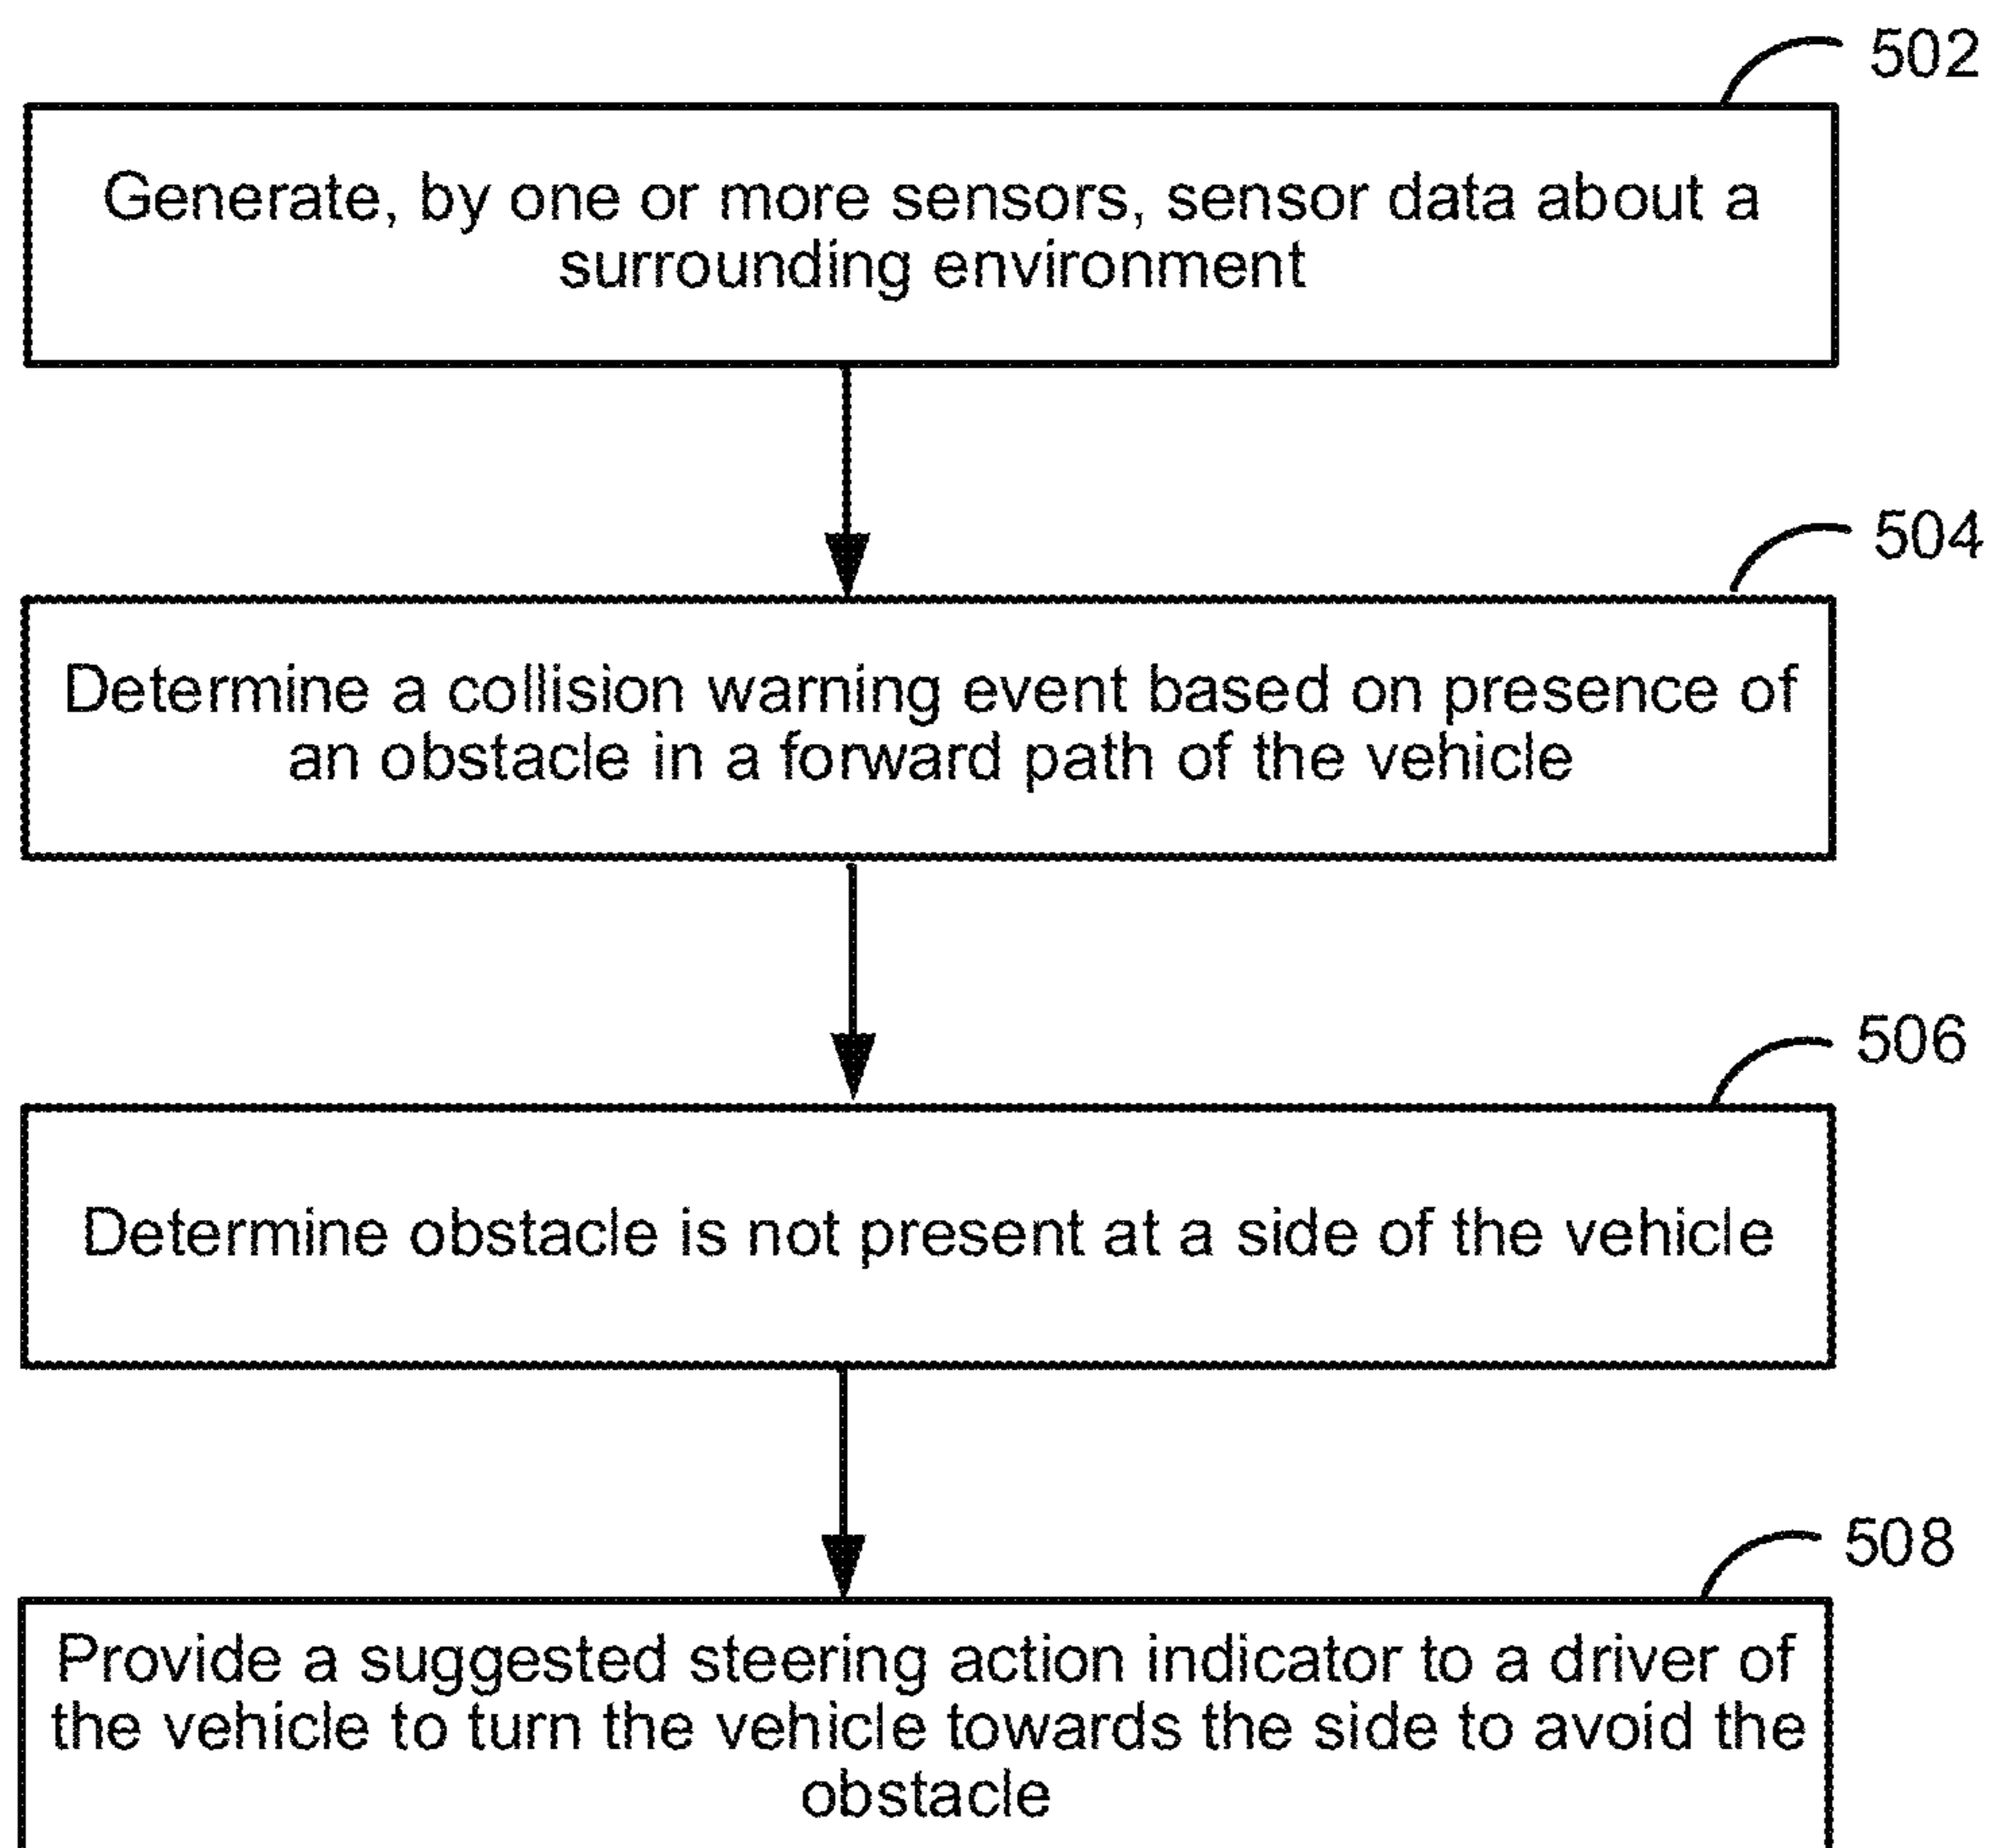 502
Generate, by one or more sensors, sensor data about a
surrounding environment
504
Determine a collision warning event based on presence of
an obstacle in a forward path of the vehicle
506
Determine obstacle is not present at a side of the vehicle
508
Provide a suggested steering action indicator to a driver of
the vehicle to turn the vehicle towards the side to avoid the
obstacle